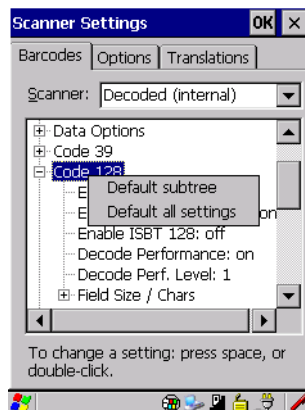 Scanner Settings OK ×
Barcodes Options Translations
Scanner: Decoded (internal)
Data Options
Code 39
Code 128
Default subtree
Default all settings
Enable ISBT 128: off
Decode Performance: on
Decode Perf. Level: 1
Field Size / Chars
To change a setting: press space, or
double-click.